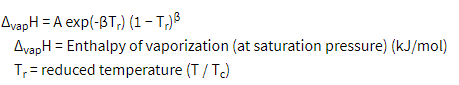 ΔvapH = A exp(-βTr) (1 − Tr)β
ΔvapH = Enthalpy of vaporization (at saturation pressure) (kJ/mol)
Tr = reduced temperature (T / Tc)